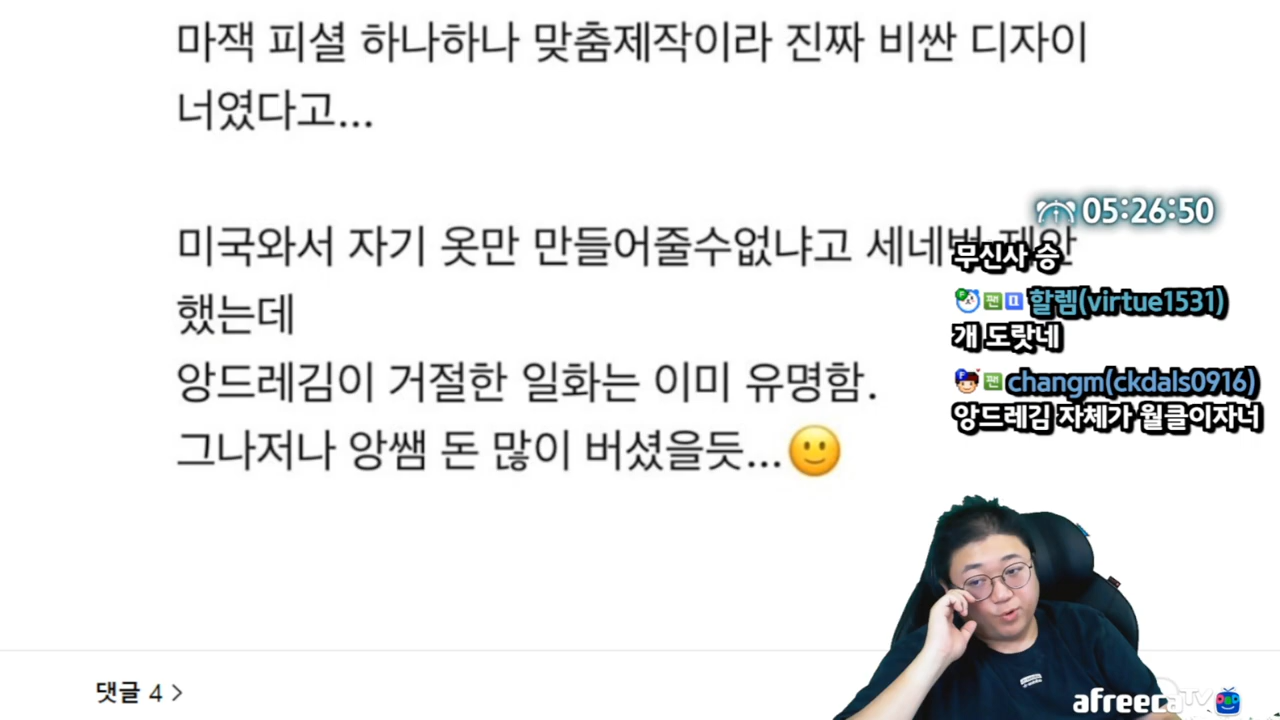 마잭 피셜 하나하나 맞춤제작이라 진짜 비싼 디자이
너였다고...
미국와서 자기 옷만 만들어줄수없냐고 세네번 제안
했는데
앙드레김이 거절한 일화는 이미 유명함.
그나저나 앙쌤 돈 많이 버셨을듯...🙂
댓글 4 >
05:26:50
무신사 승
팬 할렘(virtue1531)
개 도랏네
팬 changm(ckdals0916)
앙드레김 자체가 월클이자너
afreecaTV